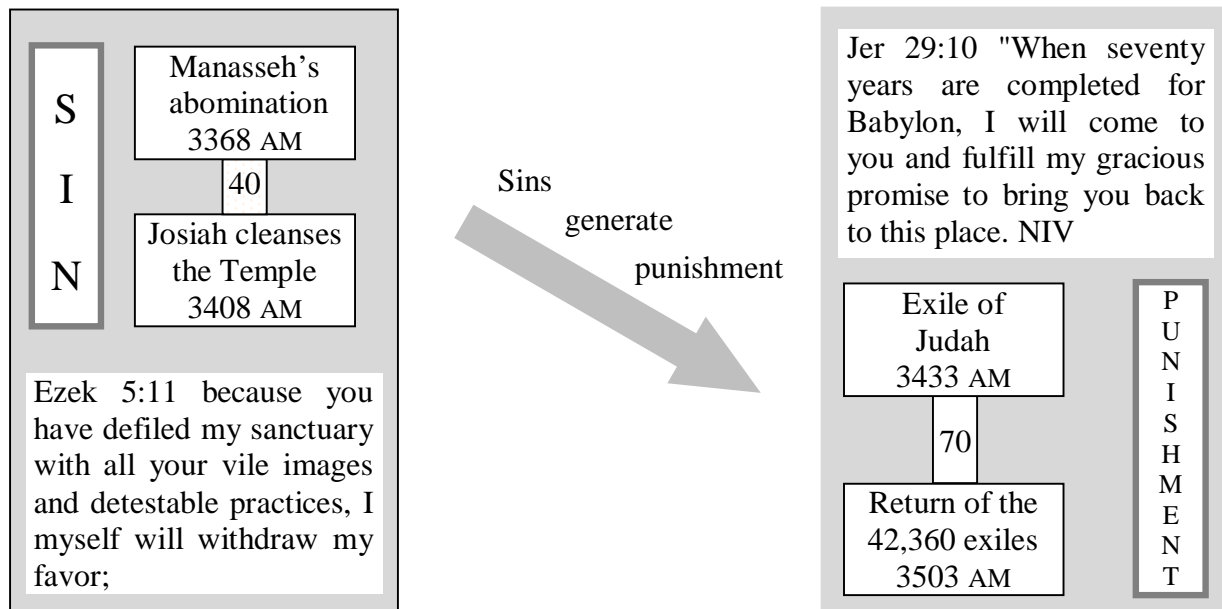 S
I
N
Manasseh's
abomination
3368 AM
40
Josiah cleanses
the Temple
3408 AM
Ezek 5:11 because you
have defiled my sanctuary
with all your vile images
and detestable practices, I
myself will withdraw my
favor;
Sins
generate
punishment
Jer 29:10 "When seventy
years are completed for
Babylon, I will come to
you and fulfill my gracious
promise to bring you back
to this place. NIV
Exile of
Judah
3433 AM
70
Return of the
42,360 exiles
3503 AM
P
U
N
I
S
H
M
E
N
T